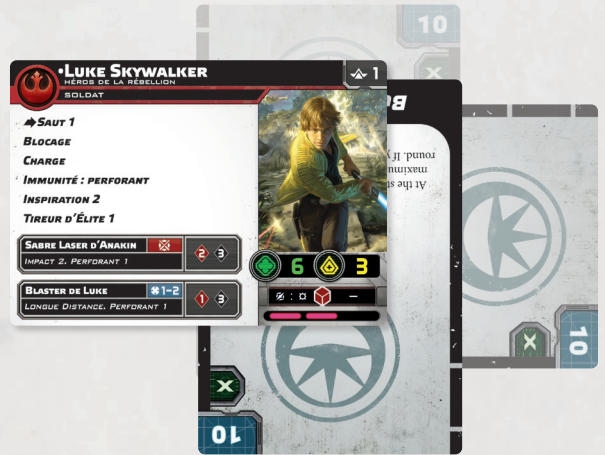 10
X
•Luke Skywalker
Héros de la Rébellion
Soldat
1
Saut 1
Blocage
Charge
Immunité : perforant
Inspiration 2
Tireur d'Élite 1
Sabre Laser d'Anakin
Impact 2. Perforant 1
2 3
Blaster de Luke 1-2
Longue Distance. Perforant 1
1 3
6 3
: –
At the
round. If
X
10
X
10